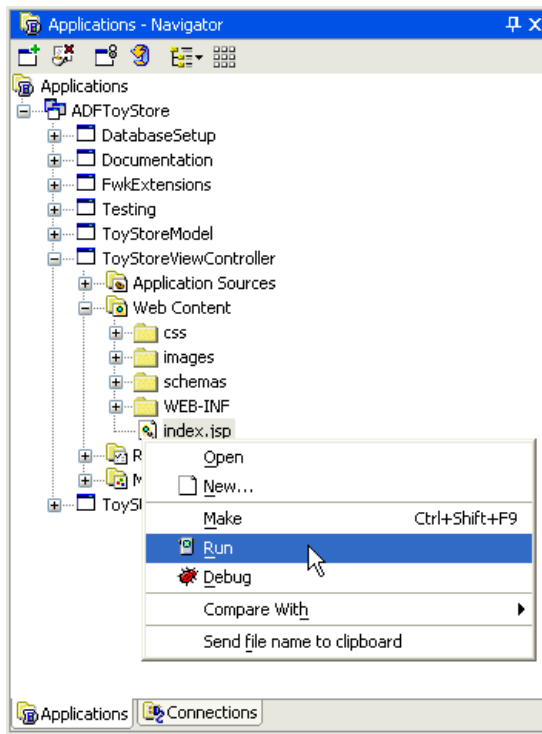 Applications - Navigator
Applications
ADFToyStore
DatabaseSetup
Documentation
FwkExtensions
Testing
ToyStoreModel
ToyStoreViewController
Application Sources
Web Content
css
images
schemas
WEB-INF
index.jsp
R
Open
M
New...
ToySt
Make Ctrl+Shift+F9
Run
Debug
Compare With
Send file name to clipboard
Applications Connections